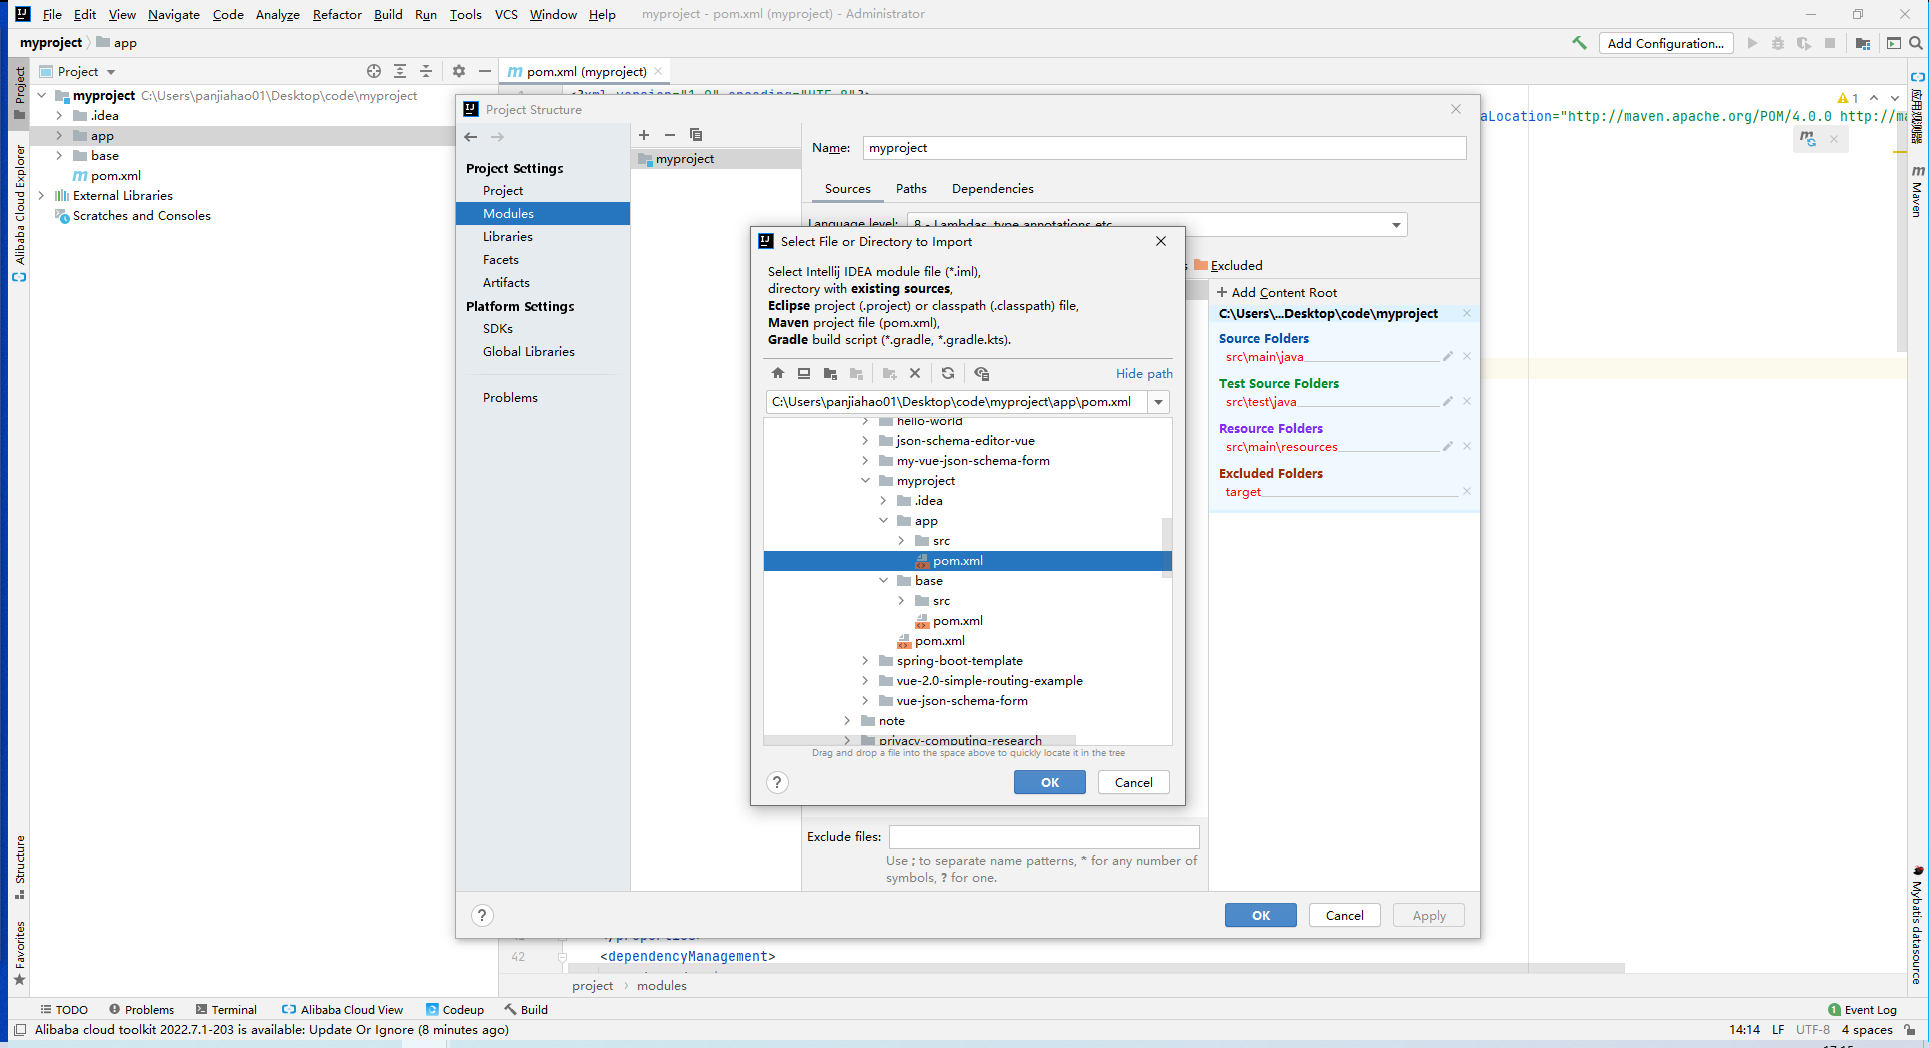 File Edit View Navigate Code Analyze Refactor Build Run Tools VCS Window Help myproject - pom.xml (myproject) - Administrator
myproject app
Add Configuration...
Project
pom.xml (myproject)
myproject C:\Users\panjiahao01\Desktop\code\myproject
.idea
app
base
pom.xml
External Libraries
Scratches and Consoles
Project
Alibaba Cloud Explorer
Structure
Favorites
<?xml version="1.0" encoding="UTF-8"?>
1
aLocation="http://maven.apache.org/POM/4.0.0 http://ma
Maven
Mybatis datasource
Project Structure
Project Settings
Project
Modules
Libraries
Facets
Artifacts
Platform Settings
SDKs
Global Libraries
Problems
myproject
Name: myproject
Sources Paths Dependencies
Language level: 8 - Lambdas, type annotations etc.
s Excluded
+ Add Content Root
C:\Users\...Desktop\code\myproject
Source Folders
src\main\java
Test Source Folders
src\test\java
Resource Folders
src\main\resources
Excluded Folders
target
Select File or Directory to Import
Select Intellij IDEA module file (*.iml),
directory with existing sources,
Eclipse project (.project) or classpath (.classpath) file,
Maven project file (pom.xml),
Gradle build script (*.gradle, *.gradle.kts).
Hide path
C:\Users\panjiahao01\Desktop\code\myproject\app\pom.xml
hello-world
json-schema-editor-vue
my-vue-json-schema-form
myproject
.idea
app
src
pom.xml
base
src
pom.xml
pom.xml
spring-boot-template
vue-2.0-simple-routing-example
vue-json-schema-form
note
privacy-computing-research
Drag and drop a file into the space above to quickly locate it in the tree
? OK Cancel
Exclude files:
Use ; to separate name patterns, * for any number of
symbols, ? for one.
? OK Cancel Apply
42 <dependencyManagement>
project modules
TODO Problems Terminal Alibaba Cloud View Codeup Build
1 Event Log
Alibaba cloud toolkit 2022.7.1-203 is available: Update Or Ignore (8 minutes ago)
14:14 LF UTF-8 4 spaces